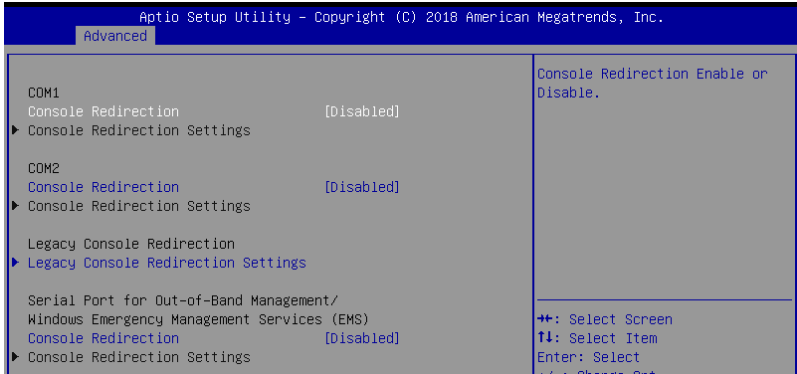 Aptio Setup Utility – Copyright (C) 2018 American Megatrends, Inc.
Advanced
COM1
Console Redirection [Disabled]
Console Redirection Settings
COM2
Console Redirection [Disabled]
Console Redirection Settings
Legacy Console Redirection
Legacy Console Redirection Settings
Serial Port for Out-of-Band Management/
Windows Emergency Management Services (EMS)
Console Redirection [Disabled]
Console Redirection Settings
Console Redirection Enable or
Disable.
→←: Select Screen
↑↓: Select Item
Enter: Select